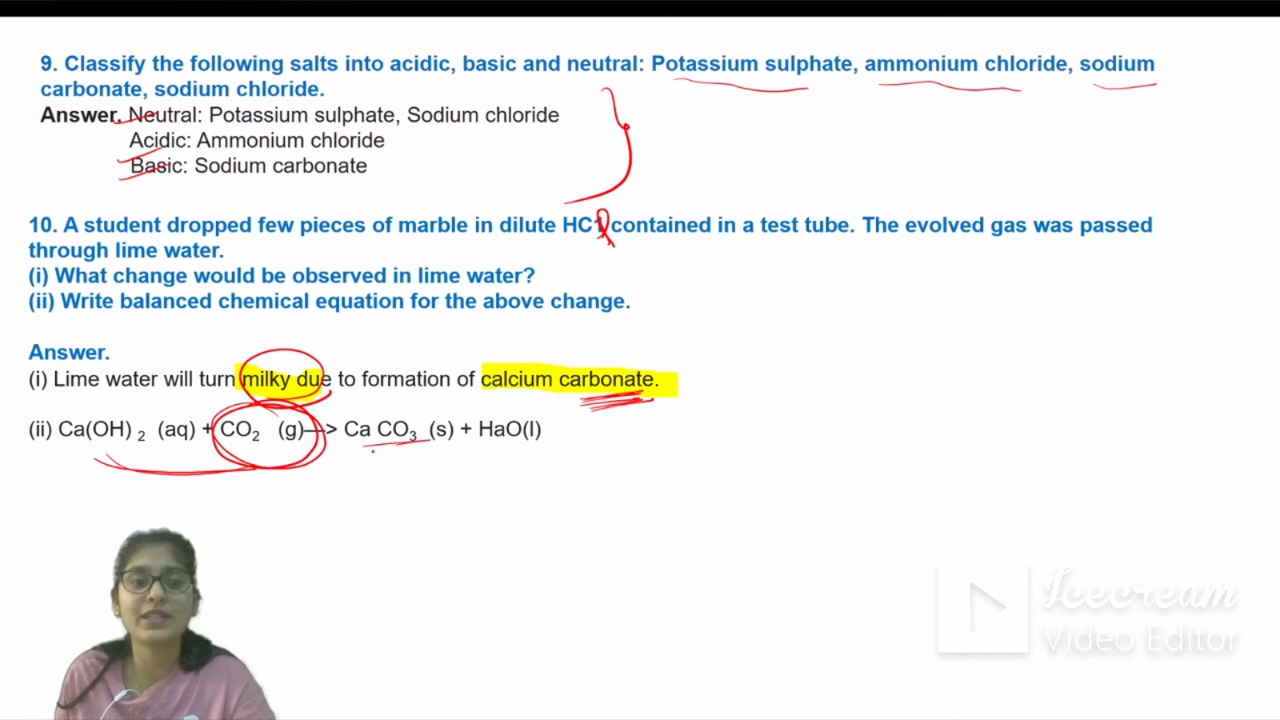 9. Classify the following salts into acidic, basic and neutral: Potassium sulphate, ammonium chloride, sodium
carbonate, sodium chloride.
Answer. Neutral: Potassium sulphate, Sodium chloride
Acidic: Ammonium chloride
Basic: Sodium carbonate
10. A student dropped few pieces of marble in dilute HC1 contained in a test tube. The evolved gas was passed
through lime water.
(i) What change would be observed in lime water?
(ii) Write balanced chemical equation for the above change.
Answer.
(i) Lime water will turn milky due to formation of calcium carbonate.
(ii) Ca(OH) ₂ (aq) + CO₂ (g)—> Ca CO₃ (s) + HaO(l)
Icecream
Video Editor